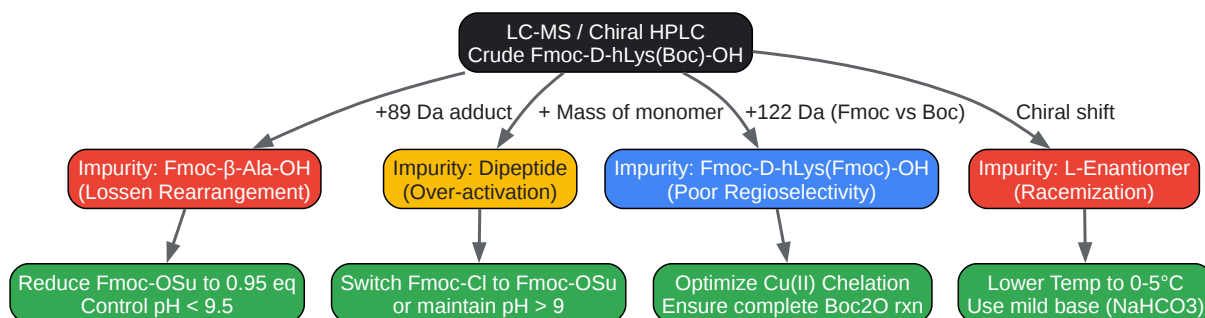 LC-MS / Chiral HPLC
Crude Fmoc-D-hLys(Boc)-OH
+89 Da adduct
+ Mass of monomer
+122 Da (Fmoc vs Boc)
Chiral shift
Impurity: Fmoc-β-Ala-OH
(Lossen Rearrangement)
Impurity: Dipeptide
(Over-activation)
Impurity: Fmoc-D-hLys(Fmoc)-OH
(Poor Regioselectivity)
Impurity: L-Enantiomer
(Racemization)
Reduce Fmoc-OSu to 0.95 eq
Control pH < 9.5
Switch Fmoc-Cl to Fmoc-OSu
or maintain pH > 9
Optimize Cu(II) Chelation
Ensure complete Boc2O rxn
Lower Temp to 0-5°C
Use mild base (NaHCO3)